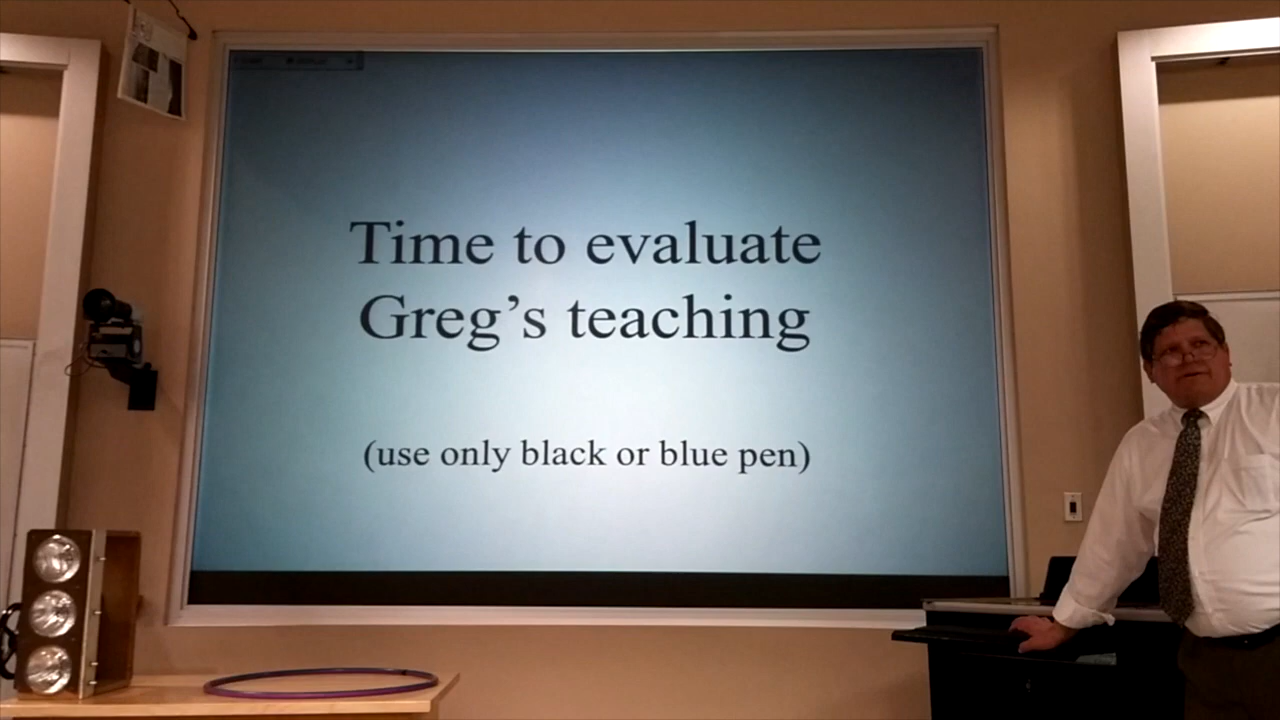 Time to evaluate
Greg’s teaching
(use only black or blue pen)